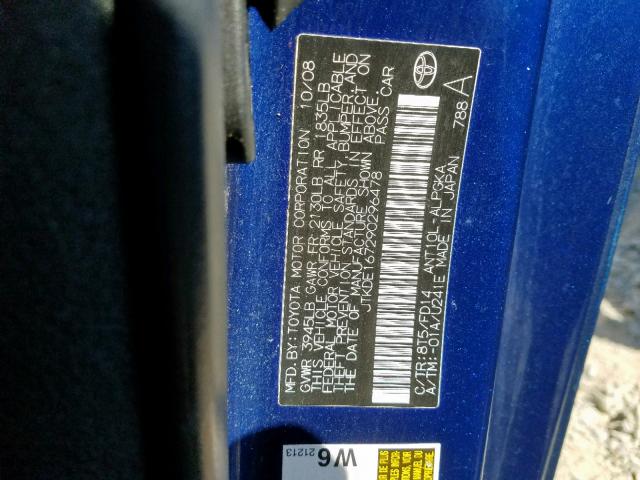 MFD.BY:TOYOTA MOTOR CORPORATION 10/08
GVWR 3945LB GAWR FR 2130LB RR 1835LB
THIS VEHICLE CONFORMS TO ALL APPLICABLE
FEDERAL MOTOR VEHICLE SAFETY, BUMPER, AND
THEFT PREVENTION STANDARDS IN EFFECT ON
THE DATE OF MANUFACTURE SHOWN ABOVE.
JTKDE167290296478 PASS CAR
C/TR:8T5/FD14 ANT10L-ALPGKA
A/TM:-01A/U241E MADE IN JAPAN
788 A
W6
21213